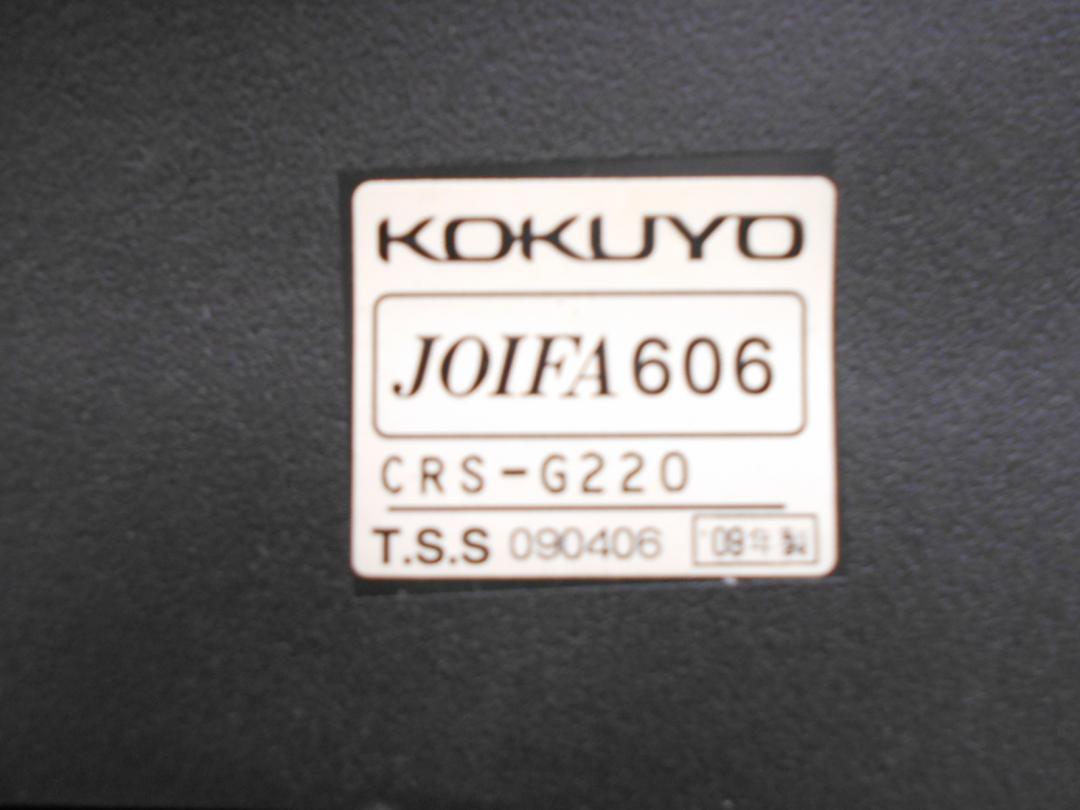 KOKUYO
JOIFA 606
CRS-G220
T.S.S 090406 '09年製